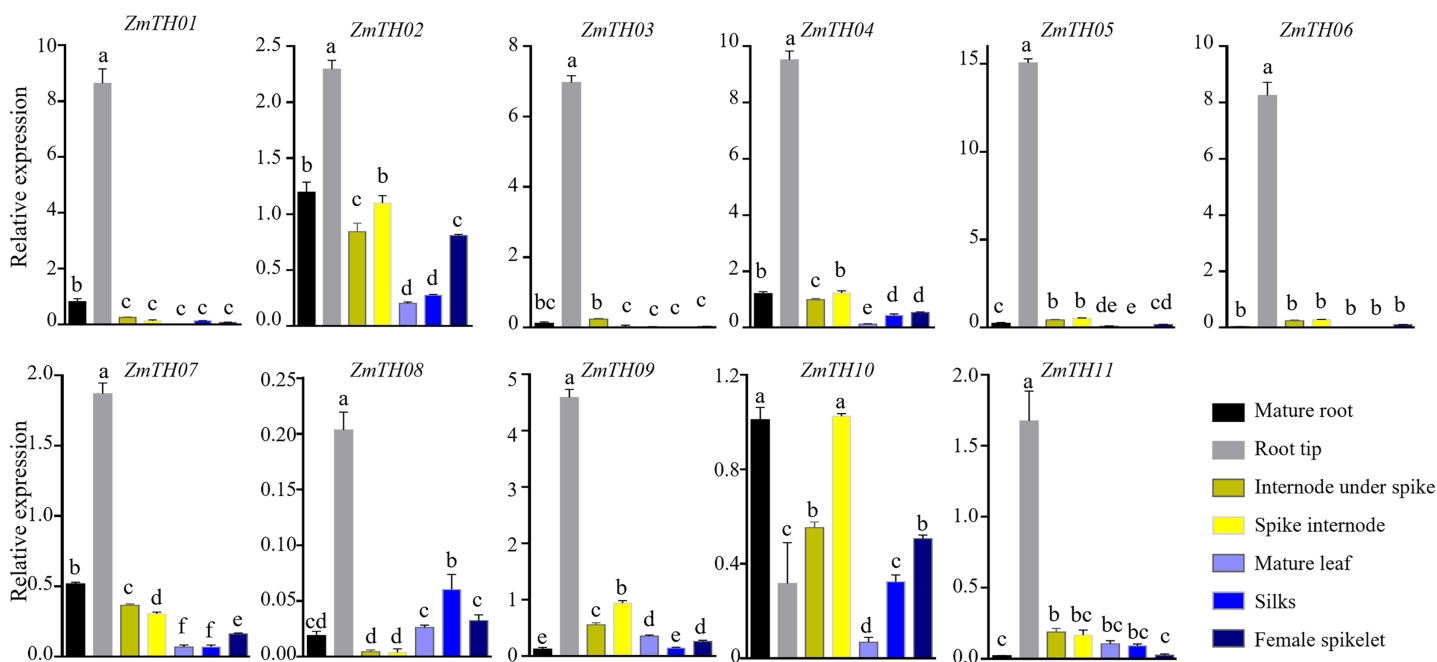 ZmTH01
Relative expression
10
8
6
4
2
0
b
a
c
c
c
c
c
ZmTH02
2.5
2.0
1.5
1.0
0.5
0.0
b
a
c
b
d
d
c
ZmTH03
8
6
4
2
0
bc
a
b
c
c
c
ZmTH04
10
8
6
4
2
0
b
a
c
b
e
d
d
ZmTH05
15
10
5
0
c
a
b
b
de
e
cd
ZmTH06
10
8
6
4
2
0
b
a
b
b
b
b
b
ZmTH07
Relative expression
2.0
1.5
1.0
0.5
0.0
b
a
c
d
f
f
e
ZmTH08
0.25
0.20
0.15
0.10
0.05
0.00
cd
a
d
d
c
b
c
ZmTH09
5
4
3
2
1
0
e
a
c
b
d
e
d
ZmTH10
1.2
0.8
0.4
0
a
c
b
a
d
c
b
ZmTH11
2.0
1.5
1.0
0.5
0.0
c
a
b
bc
bc
bc
c
Mature root
Root tip
Internode under spike
Spike internode
Mature leaf
Silks
Female spikelet